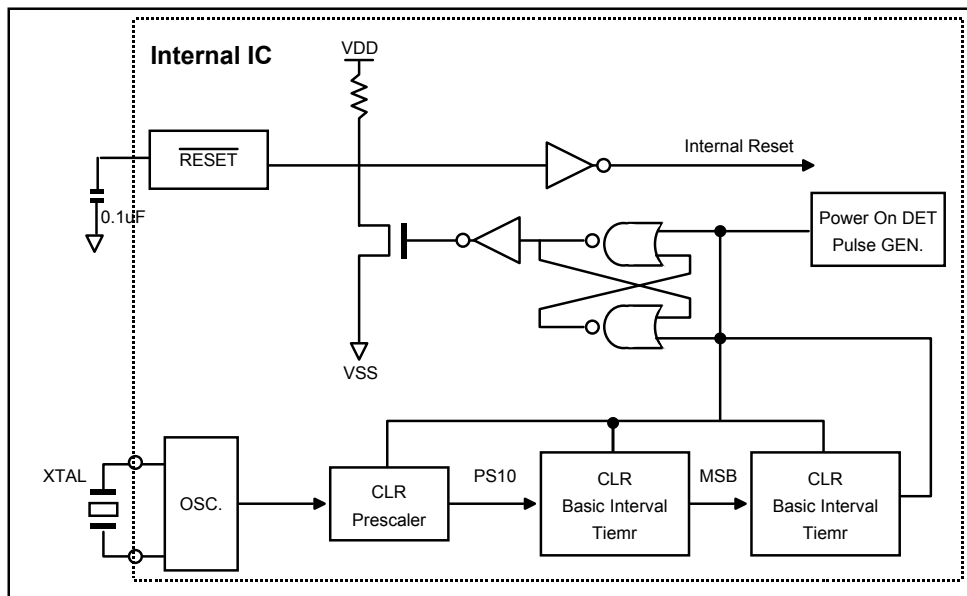 Internal IC
VDD
RESET
Internal Reset
0.1uF
Power On DET
Pulse GEN.
VSS
XTAL
OSC.
CLR
Prescaler
PS10
CLR
Basic Interval
Tiemr
MSB
CLR
Basic Interval
Tiemr